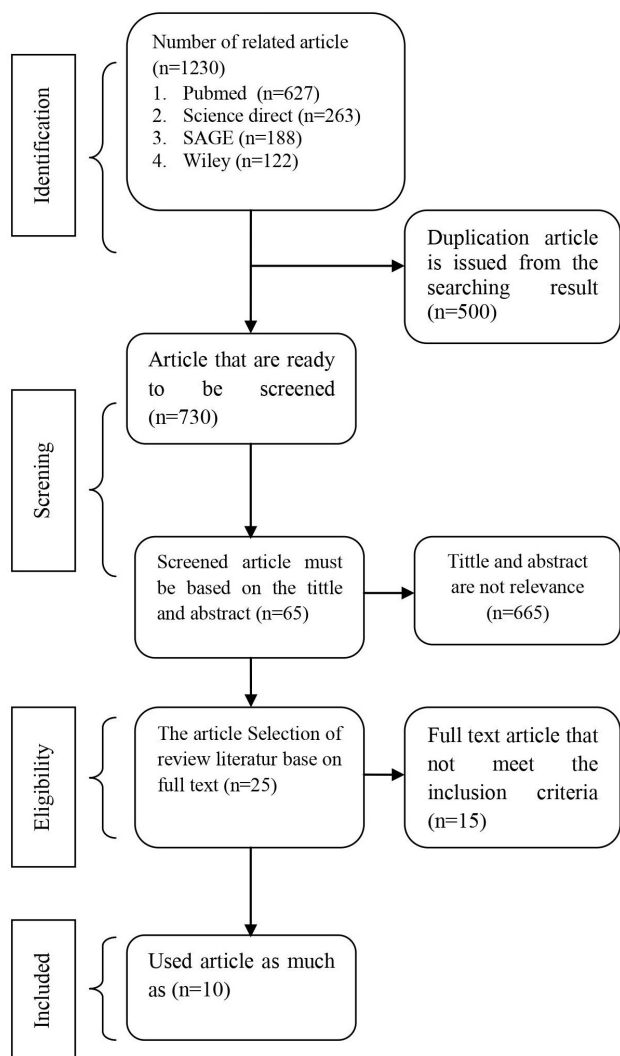 Identification
Number of related article
(n=1230)
1. Pubmed (n=627)
2. Science direct (n=263)
3. SAGE (n=188)
4. Wiley (n=122)
Duplication article
is issued from the
searching result
(n=500)
Screning
Article that are ready
to be screened
(n=730)
Screened article must
be based on the tittle
and abstract (n=65)
Tittle and abstract
are not relevance
(n=665)
Eligibility
The article Selection of
review literatur base on
full text (n=25)
Full text article that
not meet the
inclusion criteria
(n=15)
Included
Used article as much
as (n=10)